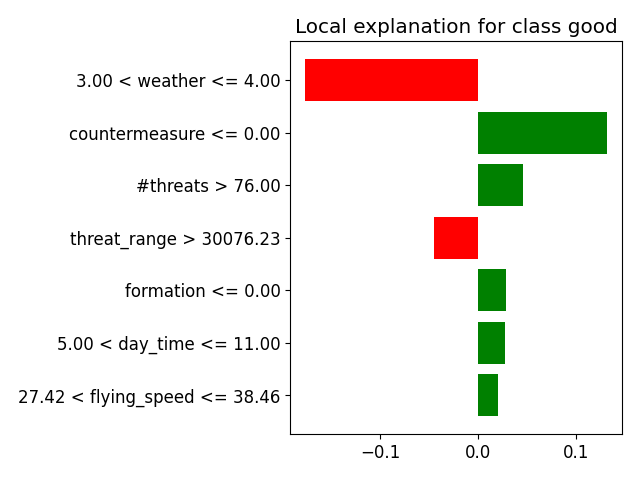 Local explanation for class good
3.00 < weather <= 4.00
countermeasure <= 0.00
#threats > 76.00
threat_range > 30076.23
formation <= 0.00
5.00 < day_time <= 11.00
27.42 < flying_speed <= 38.46
−0.1 0.0 0.1